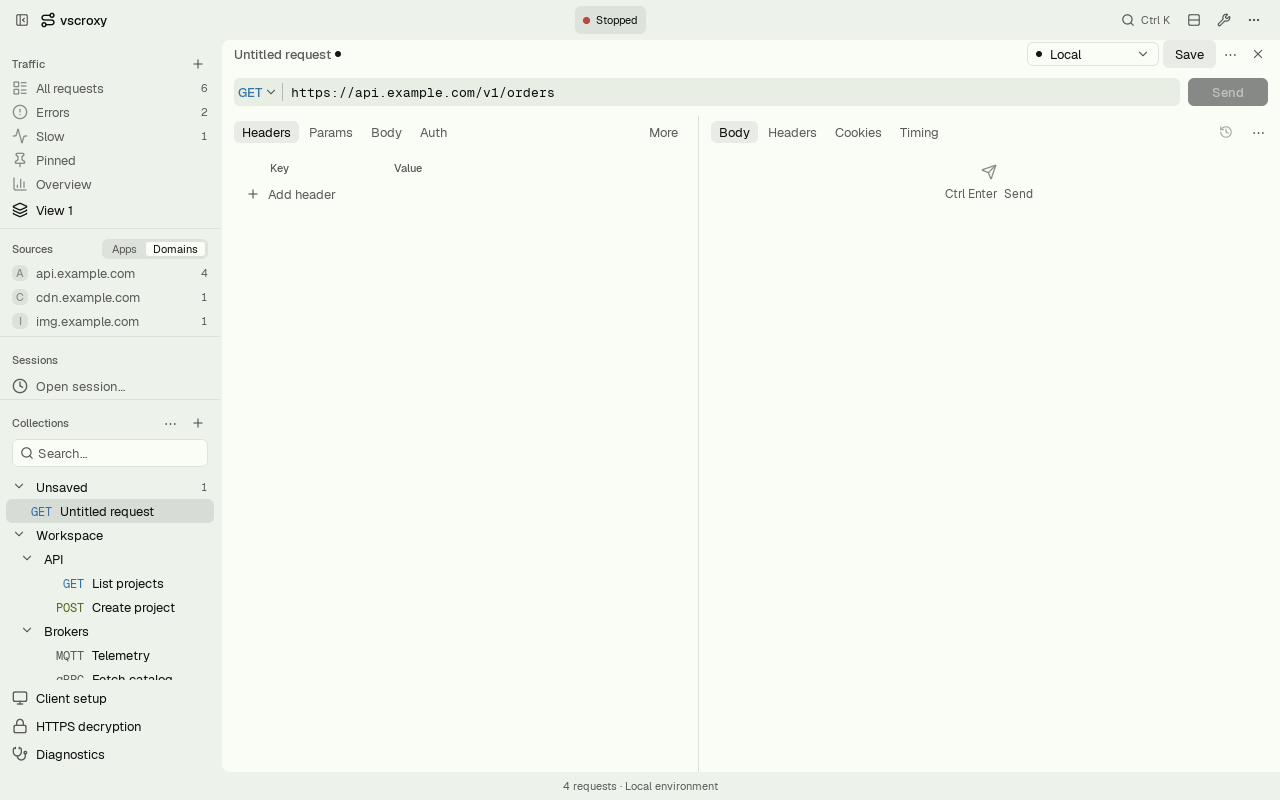 vscroxy
Stopped
Ctrl K
Traffic
All requests 6
Errors 2
Slow 1
Pinned
Overview
View 1
Sources Apps Domains
A api.example.com 4
C cdn.example.com 1
I img.example.com 1
Sessions
Open session...
Collections
Search...
Unsaved 1
GET Untitled request
Workspace
API
GET List projects
POST Create project
Brokers
MQTT Telemetry
gRPC Fetch catalog
Client setup
HTTPS decryption
Diagnostics
Untitled request
Local
Save
GET https://api.example.com/v1/orders
Send
Headers Params Body Auth More
Key Value
Add header
Body Headers Cookies Timing
Ctrl Enter Send
4 requests · Local environment